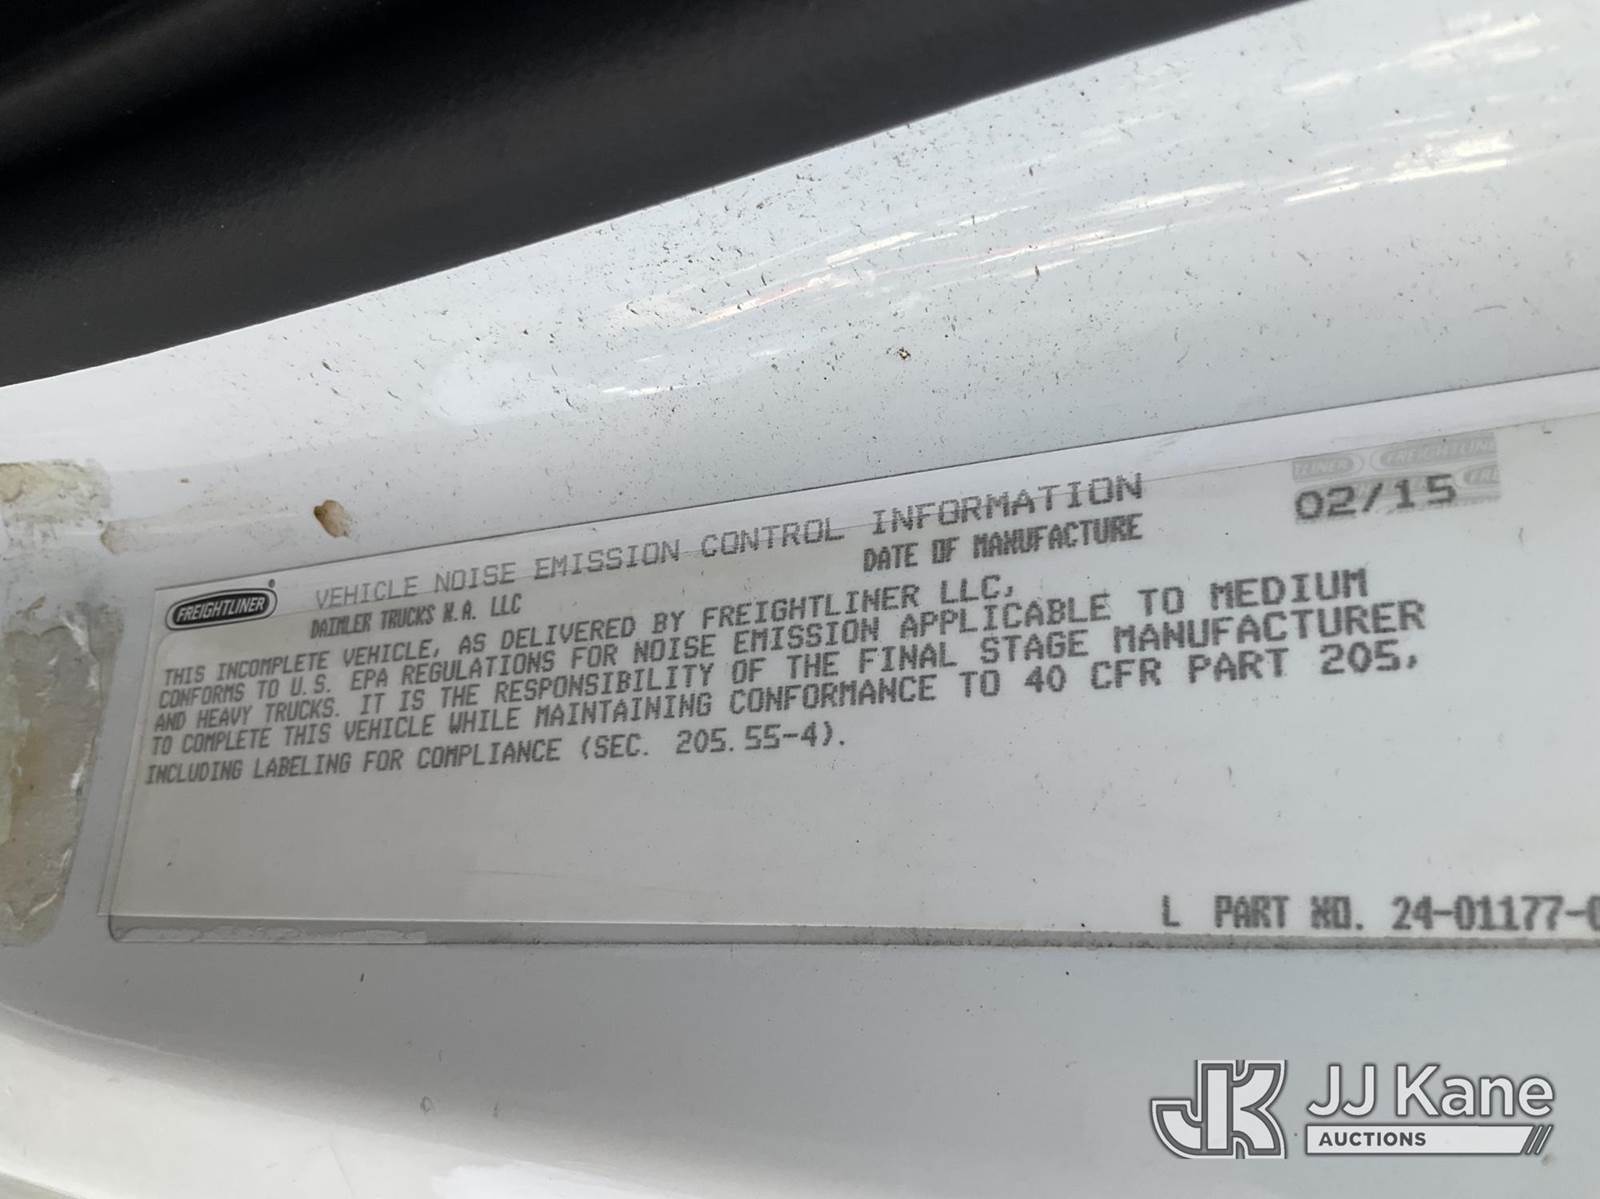 FREIGHTLINER®
VEHICLE NOISE EMISSION CONTROL INFORMATION
DAIMLER TRUCKS N.A. LLC
DATE OF MANUFACTURE
02/15
THIS INCOMPLETE VEHICLE, AS DELIVERED BY FREIGHTLINER LLC,
CONFORMS TO U.S. EPA REGULATIONS FOR NOISE EMISSION APPLICABLE TO MEDIUM
AND HEAVY TRUCKS. IT IS THE RESPONSIBILITY OF THE FINAL STAGE MANUFACTURER
TO COMPLETE THIS VEHICLE WHILE MAINTAINING CONFORMANCE TO 40 CFR PART 205,
INCLUDING LABELING FOR COMPLIANCE (SEC. 205.55-4).
L PART NO. 24-01177-0
JK JJ Kane
AUCTIONS